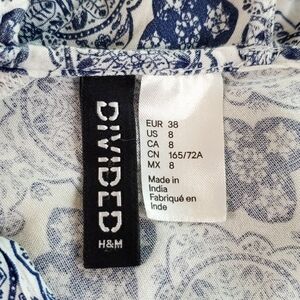 DIVIDED
H&M
EUR 38
US 8
CA 8
CN 165/72A
MX 8
Made in
India
Fabriqué en
Inde